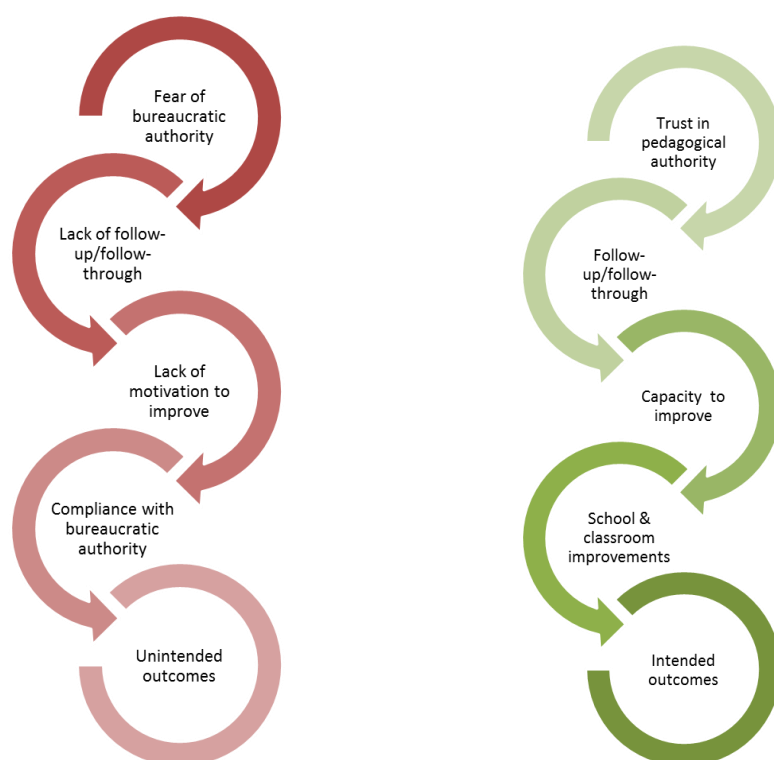 Fear of
bureaucratic
authority
Lack of follow-
up/follow-
through
Lack of
motivation to
improve
Compliance with
bureaucratic
authority
Unintended
outcomes
Trust in
pedagogical
authority
Follow-
up/follow-
through
Capacity to
improve
School &
classroom
improvements
Intended
outcomes